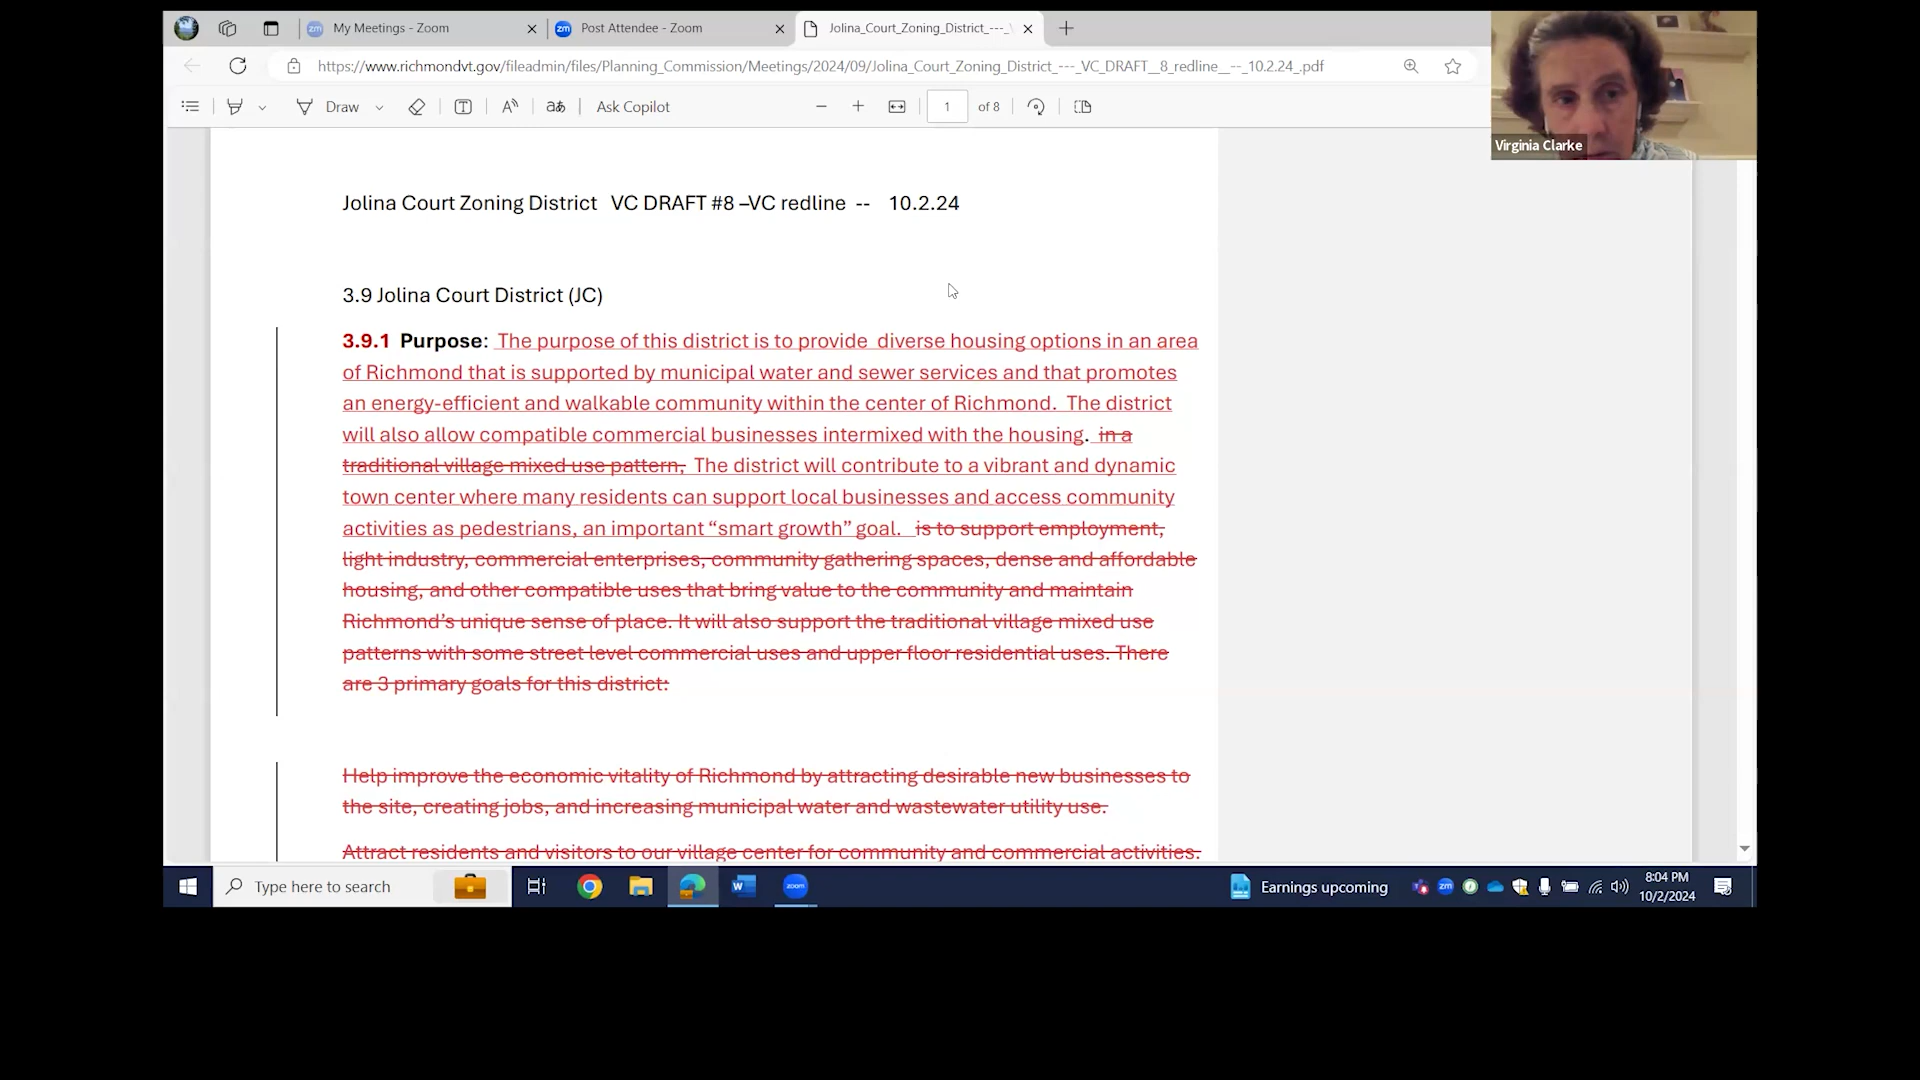 My Meetings - Zoom
Post Attendee - Zoom
Jolina_Court_Zoning_District_---_V
https://www.richmondvt.gov/fileadmin/files/Planning_Commission/Meetings/2024/09/Jolina_Court_Zoning_District_---_VC_DRAFT__8_redline__--_10.2.24_.pdf
Draw
Ask Copilot
1 of 8
Virginia Clarke
Jolina Court Zoning District VC DRAFT #8 –VC redline -- 10.2.24
3.9 Jolina Court District (JC)
3.9.1 Purpose: The purpose of this district is to provide diverse housing options in an area
of Richmond that is supported by municipal water and sewer services and that promotes
an energy-efficient and walkable community within the center of Richmond. The district
will also allow compatible commercial businesses intermixed with the housing. in a
traditional village mixed use pattern, The district will contribute to a vibrant and dynamic
town center where many residents can support local businesses and access community
activities as pedestrians, an important “smart growth” goal. is to support employment,
light industry, commercial enterprises, community gathering spaces, dense and affordable
housing, and other compatible uses that bring value to the community and maintain
Richmond’s unique sense of place. It will also support the traditional village mixed use
patterns with some street level commercial uses and upper floor residential uses. There
are 3 primary goals for this district:
Help improve the economic vitality of Richmond by attracting desirable new businesses to
the site, creating jobs, and increasing municipal water and wastewater utility use.
Attract residents and visitors to our village center for community and commercial activities.
Type here to search
Earnings upcoming
8:04 PM
10/2/2024